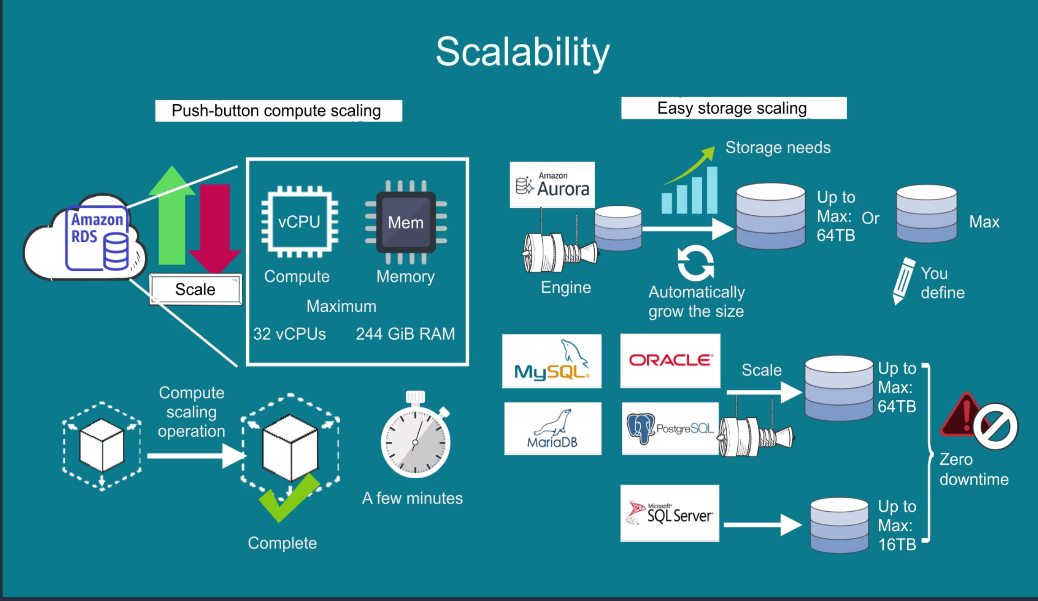 Scalability
Push-button compute scaling
Amazon
RDS
Scale
vCPU
Mem
Compute
Memory
Maximum
32 vCPUs
244 GiB RAM
Compute
scaling
operation
Complete
A few minutes
Easy storage scaling
Amazon
Aurora
Engine
Storage needs
Automatically
grow the size
Up to
Max:
64TB
Or
Max
You
define
MySQL®
ORACLE®
MariaDB
PostgreSQL
Scale
Up to
Max:
64TB
Microsoft®
SQL Server®
Up to
Max:
16TB
Zero
downtime